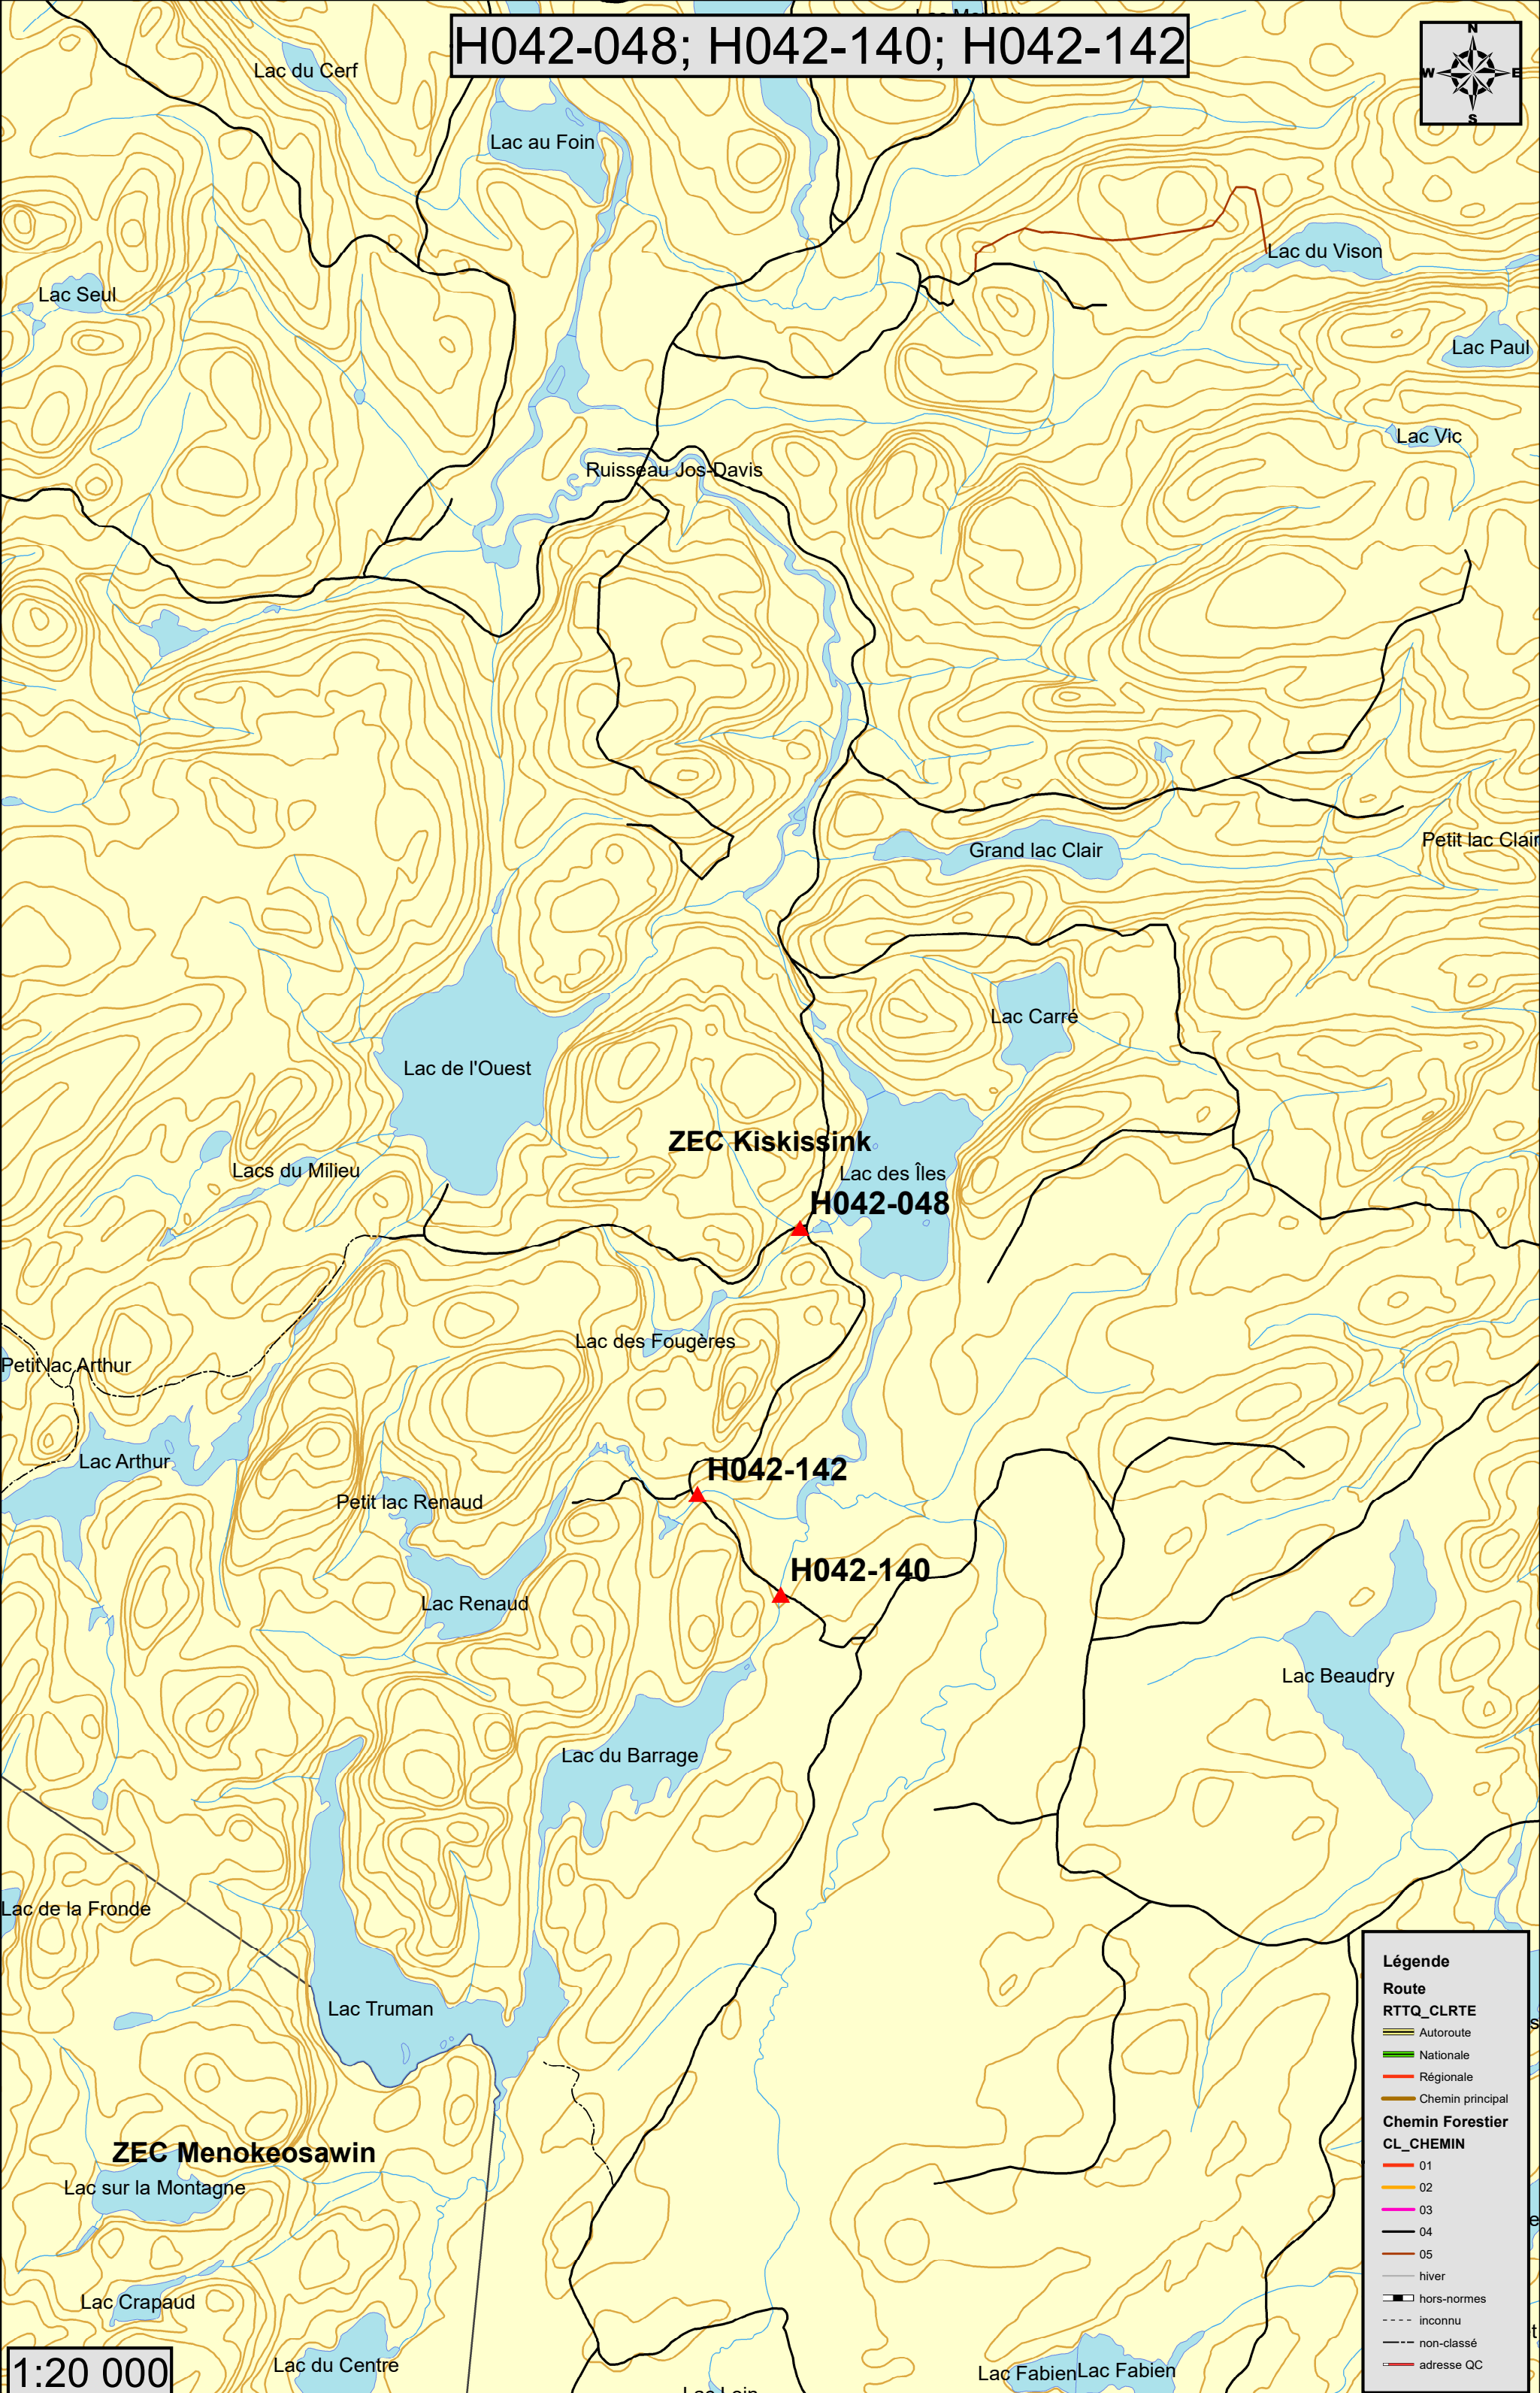 H042-048; H042-140; H042-142
N
W E
S
Lac du Cerf
Lac au Foin
Lac du Vison
Lac Seul
Lac Paul
Lac Vic
Ruisseau Jos-Davis
Petit lac Clair
Grand lac Clair
Lac Carré
Lac de l'Ouest
ZEC Kiskissink
Lacs du Milieu
Lac des Îles
H042-048
Lac des Fougères
Petit lac Arthur
Lac Arthur
H042-142
Petit lac Renaud
H042-140
Lac Renaud
Lac Beaudry
Lac du Barrage
Lac de la Fronde
Lac Truman
ZEC Menokeosawin
Lac sur la Montagne
Lac Crapaud
Lac du Centre
Lac Fabien
Lac Fabien
1:20 000
Légende
Route
RTTQ_CLRTE
Autoroute
Nationale
Régionale
Chemin principal
Chemin Forestier
CL_CHEMIN
01
02
03
04
05
hiver
hors-normes
inconnu
non-classé
adresse QC